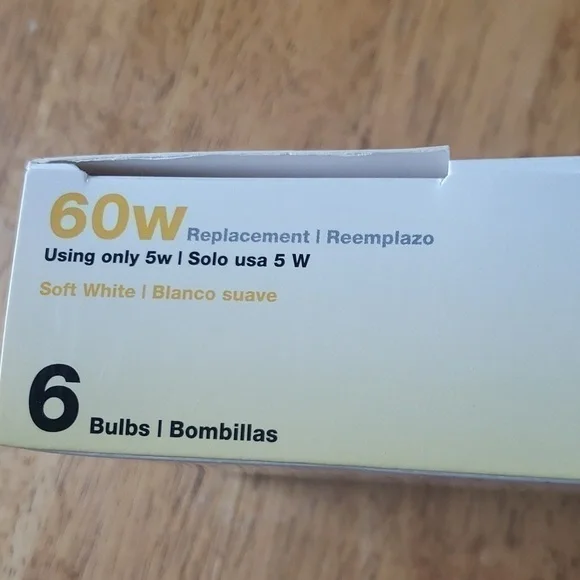 60w Replacement | Reemplazo
Using only 5w | Solo usa 5 W
Soft White | Blanco suave
6 Bulbs | Bombillas